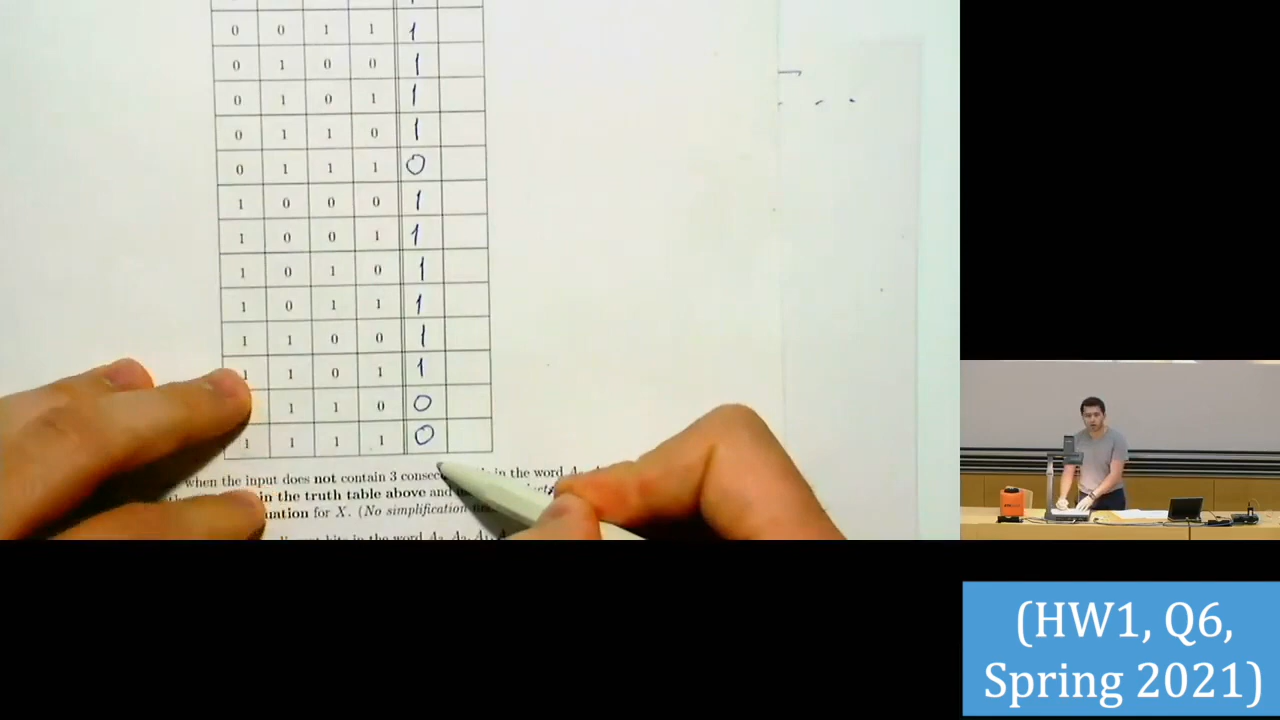 0 0 1 1 1
0 1 0 0 1
0 1 0 1 1
0 1 1 0 1
0 1 1 1 0
1 0 0 0 1
1 0 0 1 1
1 0 1 0 1
1 0 1 1 1
1 1 0 0 1
1 1 0 1 1
1 1 0 0
1 1 1 1 0
when the input does not contain 3 in the word
in the truth table above and
for X. (No simplification
bits in the word
(HW1, Q6,
Spring 2021)